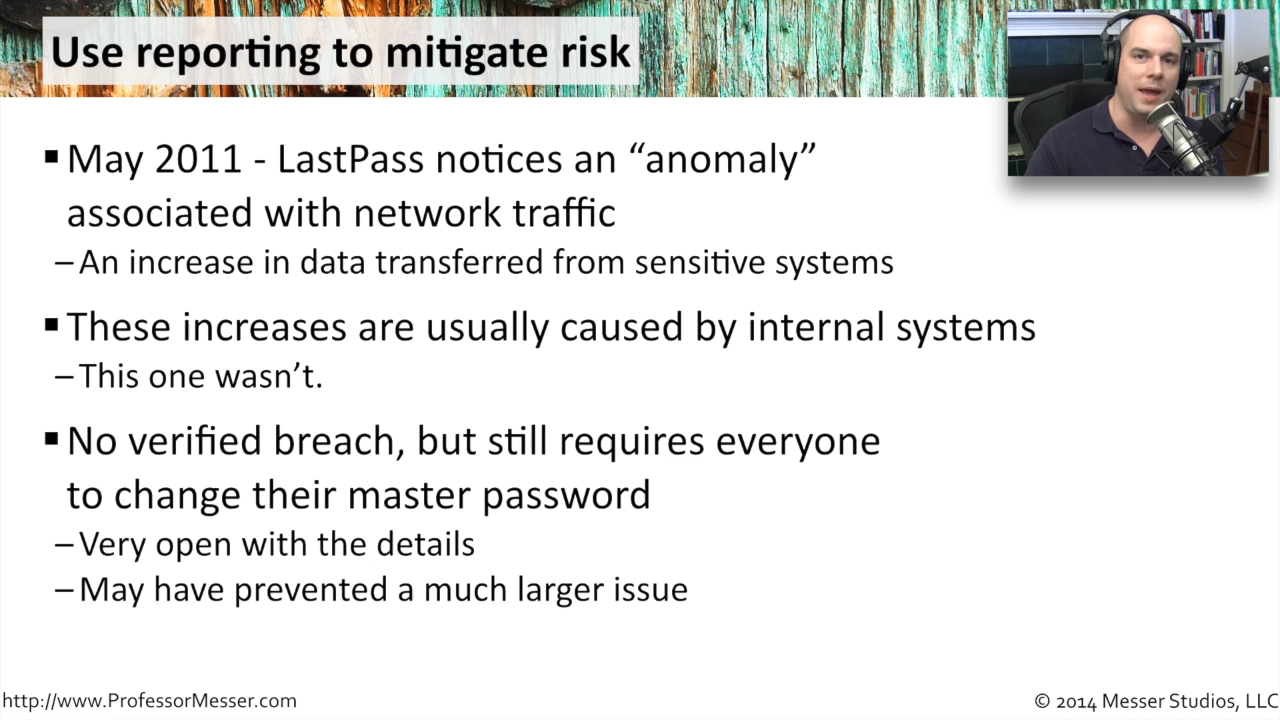 Use reporting to mitigate risk
▪ May 2011 - LastPass notices an “anomaly”
associated with network traffic
– An increase in data transferred from sensitive systems
▪ These increases are usually caused by internal systems
– This one wasn’t.
▪ No verified breach, but still requires everyone
to change their master password
– Very open with the details
– May have prevented a much larger issue
http://www.ProfessorMesser.com
© 2014 Messer Studios, LLC